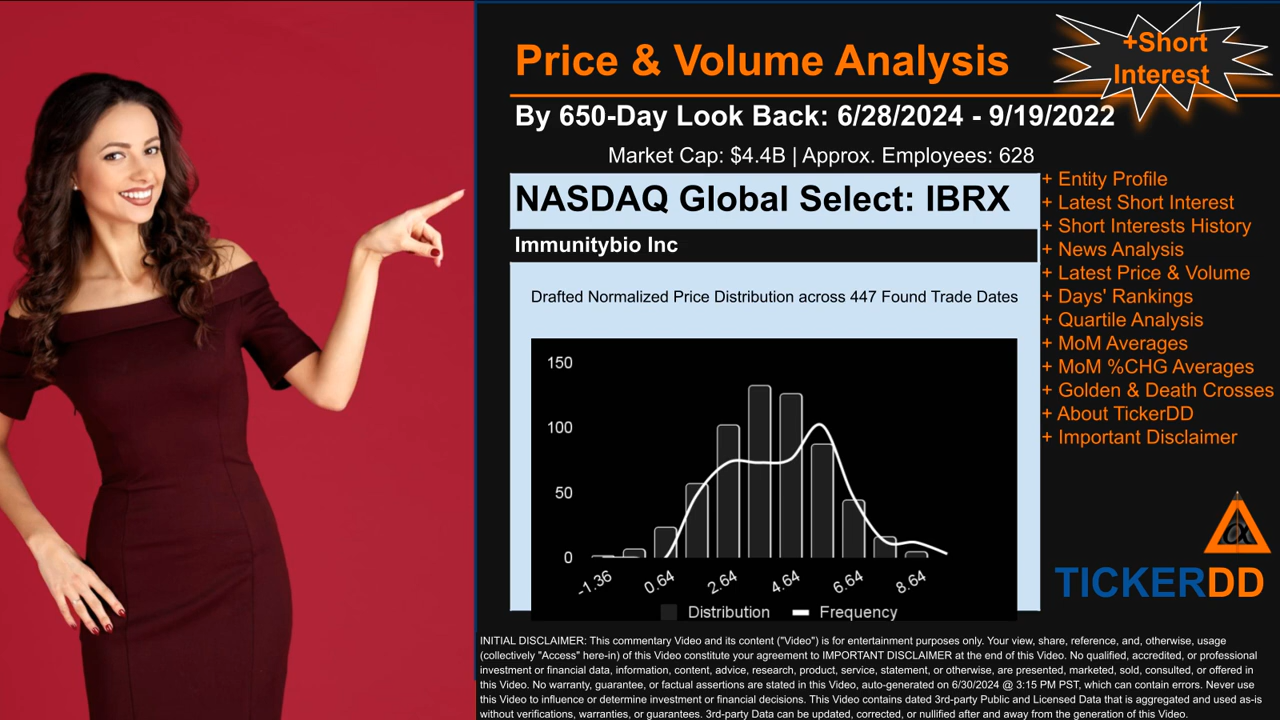 Price & Volume Analysis
+Short
Interest
By 650-Day Look Back: 6/28/2024 - 9/19/2022
Market Cap: $4.4B | Approx. Employees: 628
NASDAQ Global Select: IBRX
Immunitybio Inc
Drafted Normalized Price Distribution across 447 Found Trade Dates
150
100
50
0
-1.36
0.64
2.64
4.64
6.64
8.64
Distribution
Frequency
+ Entity Profile
+ Latest Short Interest
+ Short Interests History
+ News Analysis
+ Latest Price & Volume
+ Days' Rankings
+ Quartile Analysis
+ MoM Averages
+ MoM %CHG Averages
+ Golden & Death Crosses
+ About TickerDD
+ Important Disclaimer
TICKERDD
INITIAL DISCLAIMER: This commentary Video and its content ("Video") is for entertainment purposes only. Your view, share, reference, and, otherwise, usage
(collectively "Access" here-in) of this Video constitute your agreement to IMPORTANT DISCLAIMER at the end of this Video. No qualified, accredited, or professional
investment or financial data, information, content, advice, research, product, service, statement, or otherwise, are presented, marketed, sold, consulted, or offered in
this Video. No warranty, guarantee, or factual assertions are stated in this Video, auto-generated on 6/30/2024 @ 3:15 PM PST, which can contain errors. Never use
this Video to influence or determine investment or financial decisions. This Video contains dated 3rd-party Public and Licensed Data that is aggregated and used as-is
without verifications, warranties, or guarantees. 3rd-party Data can be updated, corrected, or nullified after and away from the generation of this Video.